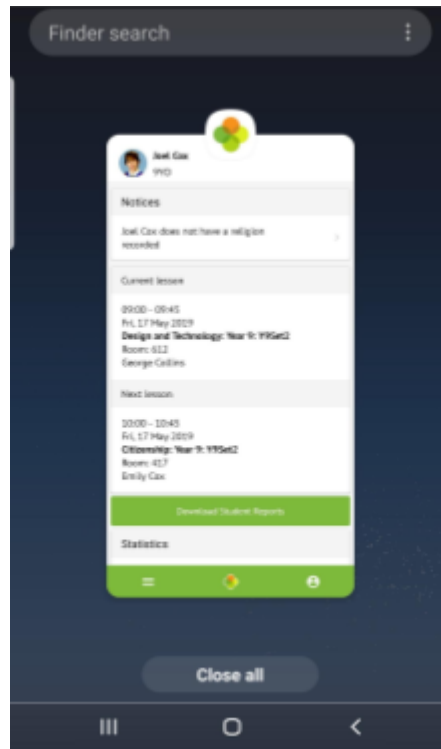 Finder search
Joel Cox
9YO
Notices
Joel Cox does not have a religion
recorded
Current lesson
09:00 - 09:45
Fri, 17 May 2019
Design and Technology: Year 9: Y9Set2
Room: 612
George Collins
Next lesson
10:00 - 10:45
Fri, 17 May 2019
Citizenship: Year 9: Y9Set2
Room: 417
Emily Cox
Download Student Reports
Statistics
Close all